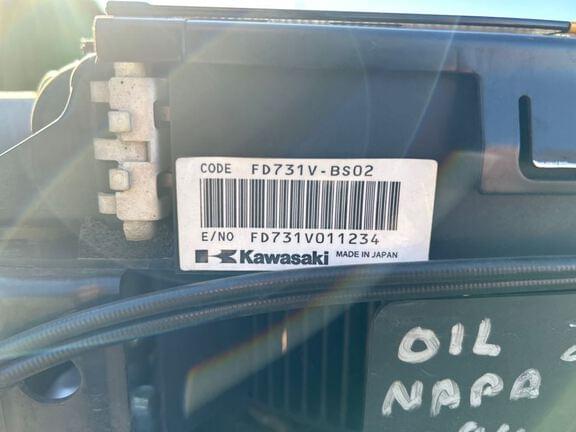 CODE FD731V-BS02
E/NO FD731V011234
Kawasaki MADE IN JAPAN
OIL
NAPA